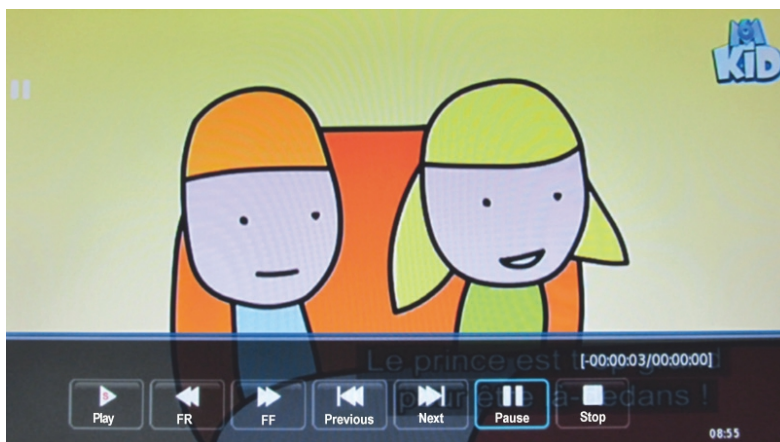 KiD
[-00:00:03/00:00:00]
Le prince est
là-dedans !
Play
FR
FF
Previous
Next
Pause
Stop
08:55